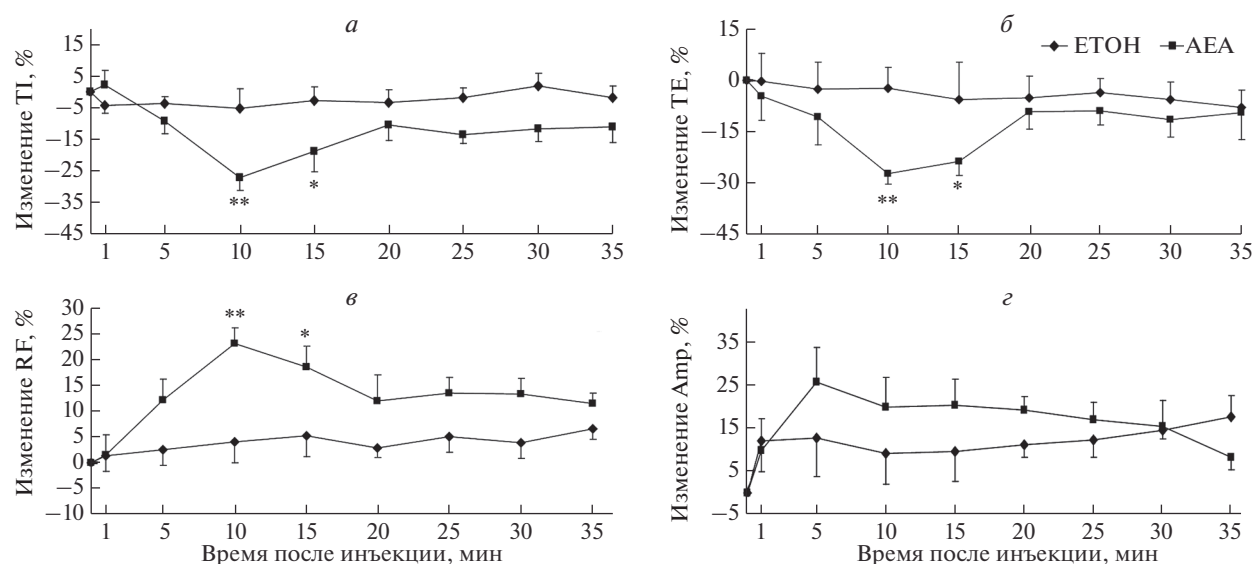 а
Изменение TI, %
15
5
−5
−15
−25
−35
−45
**
*
1 5 10 15 20 25 30 35
б
ЕТОН АЕА
Изменение TE, %
15
0
−15
−30
−45
**
*
1 5 10 15 20 25 30 35
в
Изменение RF, %
30
25
20
15
10
5
0
−5
−10
**
*
1 5 10 15 20 25 30 35
Время после инъекции, мин
г
Изменение Amp, %
35
25
15
5
−5
1 5 10 15 20 25 30 35
Время после инъекции, мин